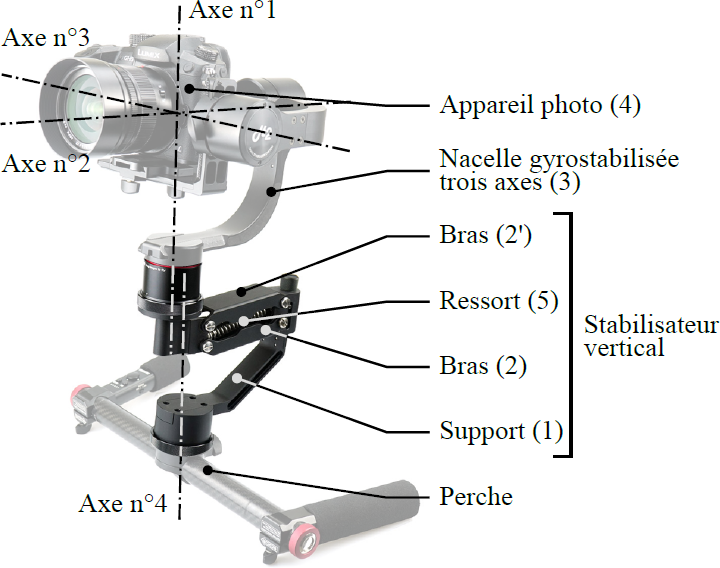 Axe n°1
Axe n°3
Appareil photo (4)
Axe n°2
Nacelle gyrostabilisée
trois axes (3)
Bras (2')
Ressort (5)
Stabilisateur
vertical
Bras (2)
Support (1)
Axe n°4
Perche
LUMIX